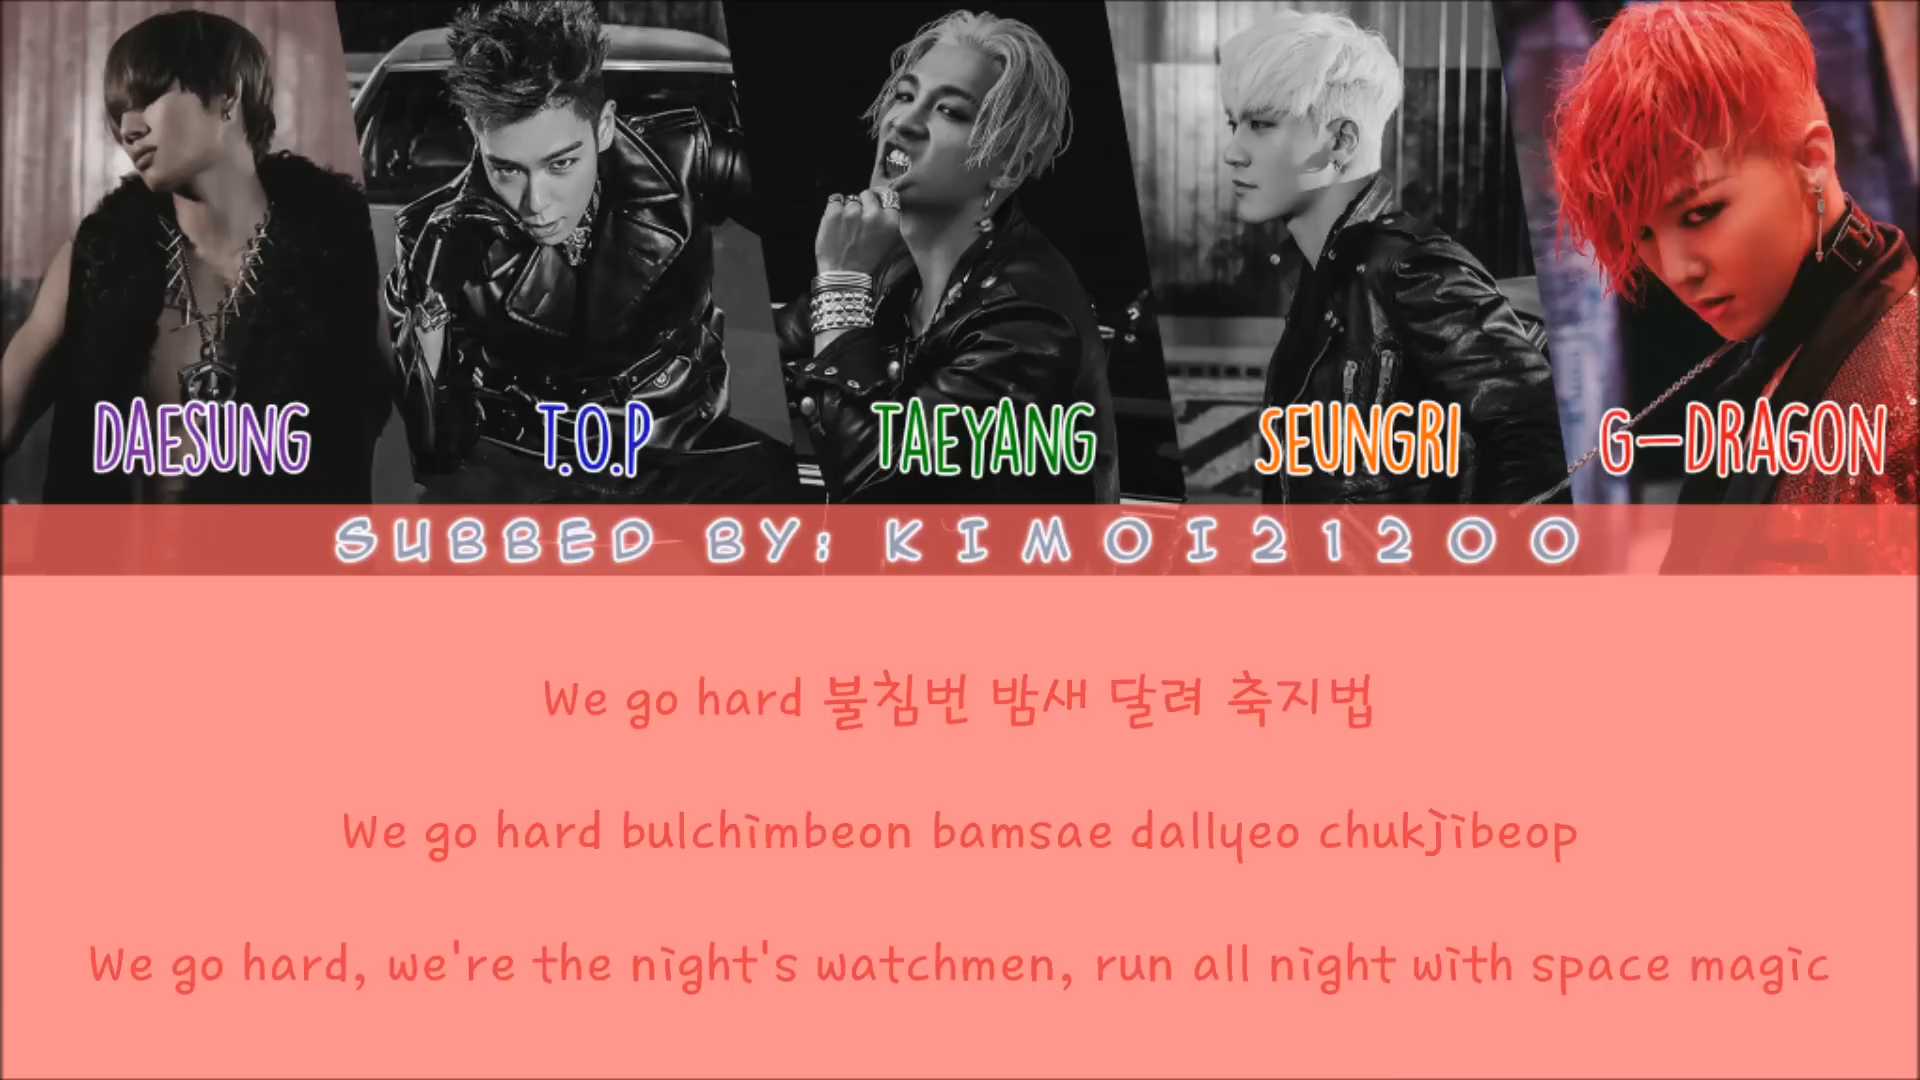 DAESUNG
T.O.P
TAEYANG
SEUNGRI
G-DRAGON
SUBBED BY: KIMOI21200
We go hard 불침번 밤새 달려 축지법
We go hard bulchimbeon bamsae dallyeo chukjibeop
We go hard, we're the night's watchmen, run all night with space magic